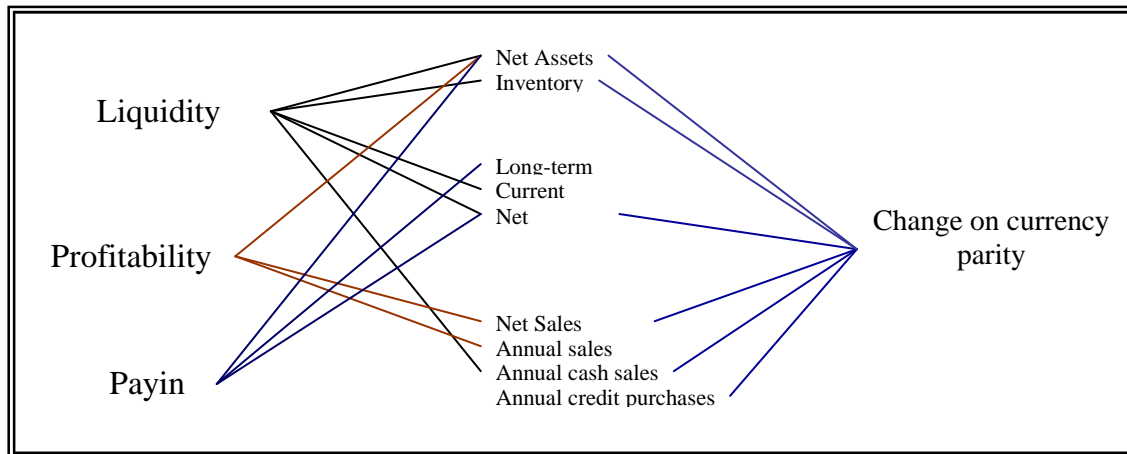 Liquidity
Profitability
Payin
Net Assets
Inventory
Long-term
Current
Net
Net Sales
Annual sales
Annual cash sales
Annual credit purchases
Change on currency
parity